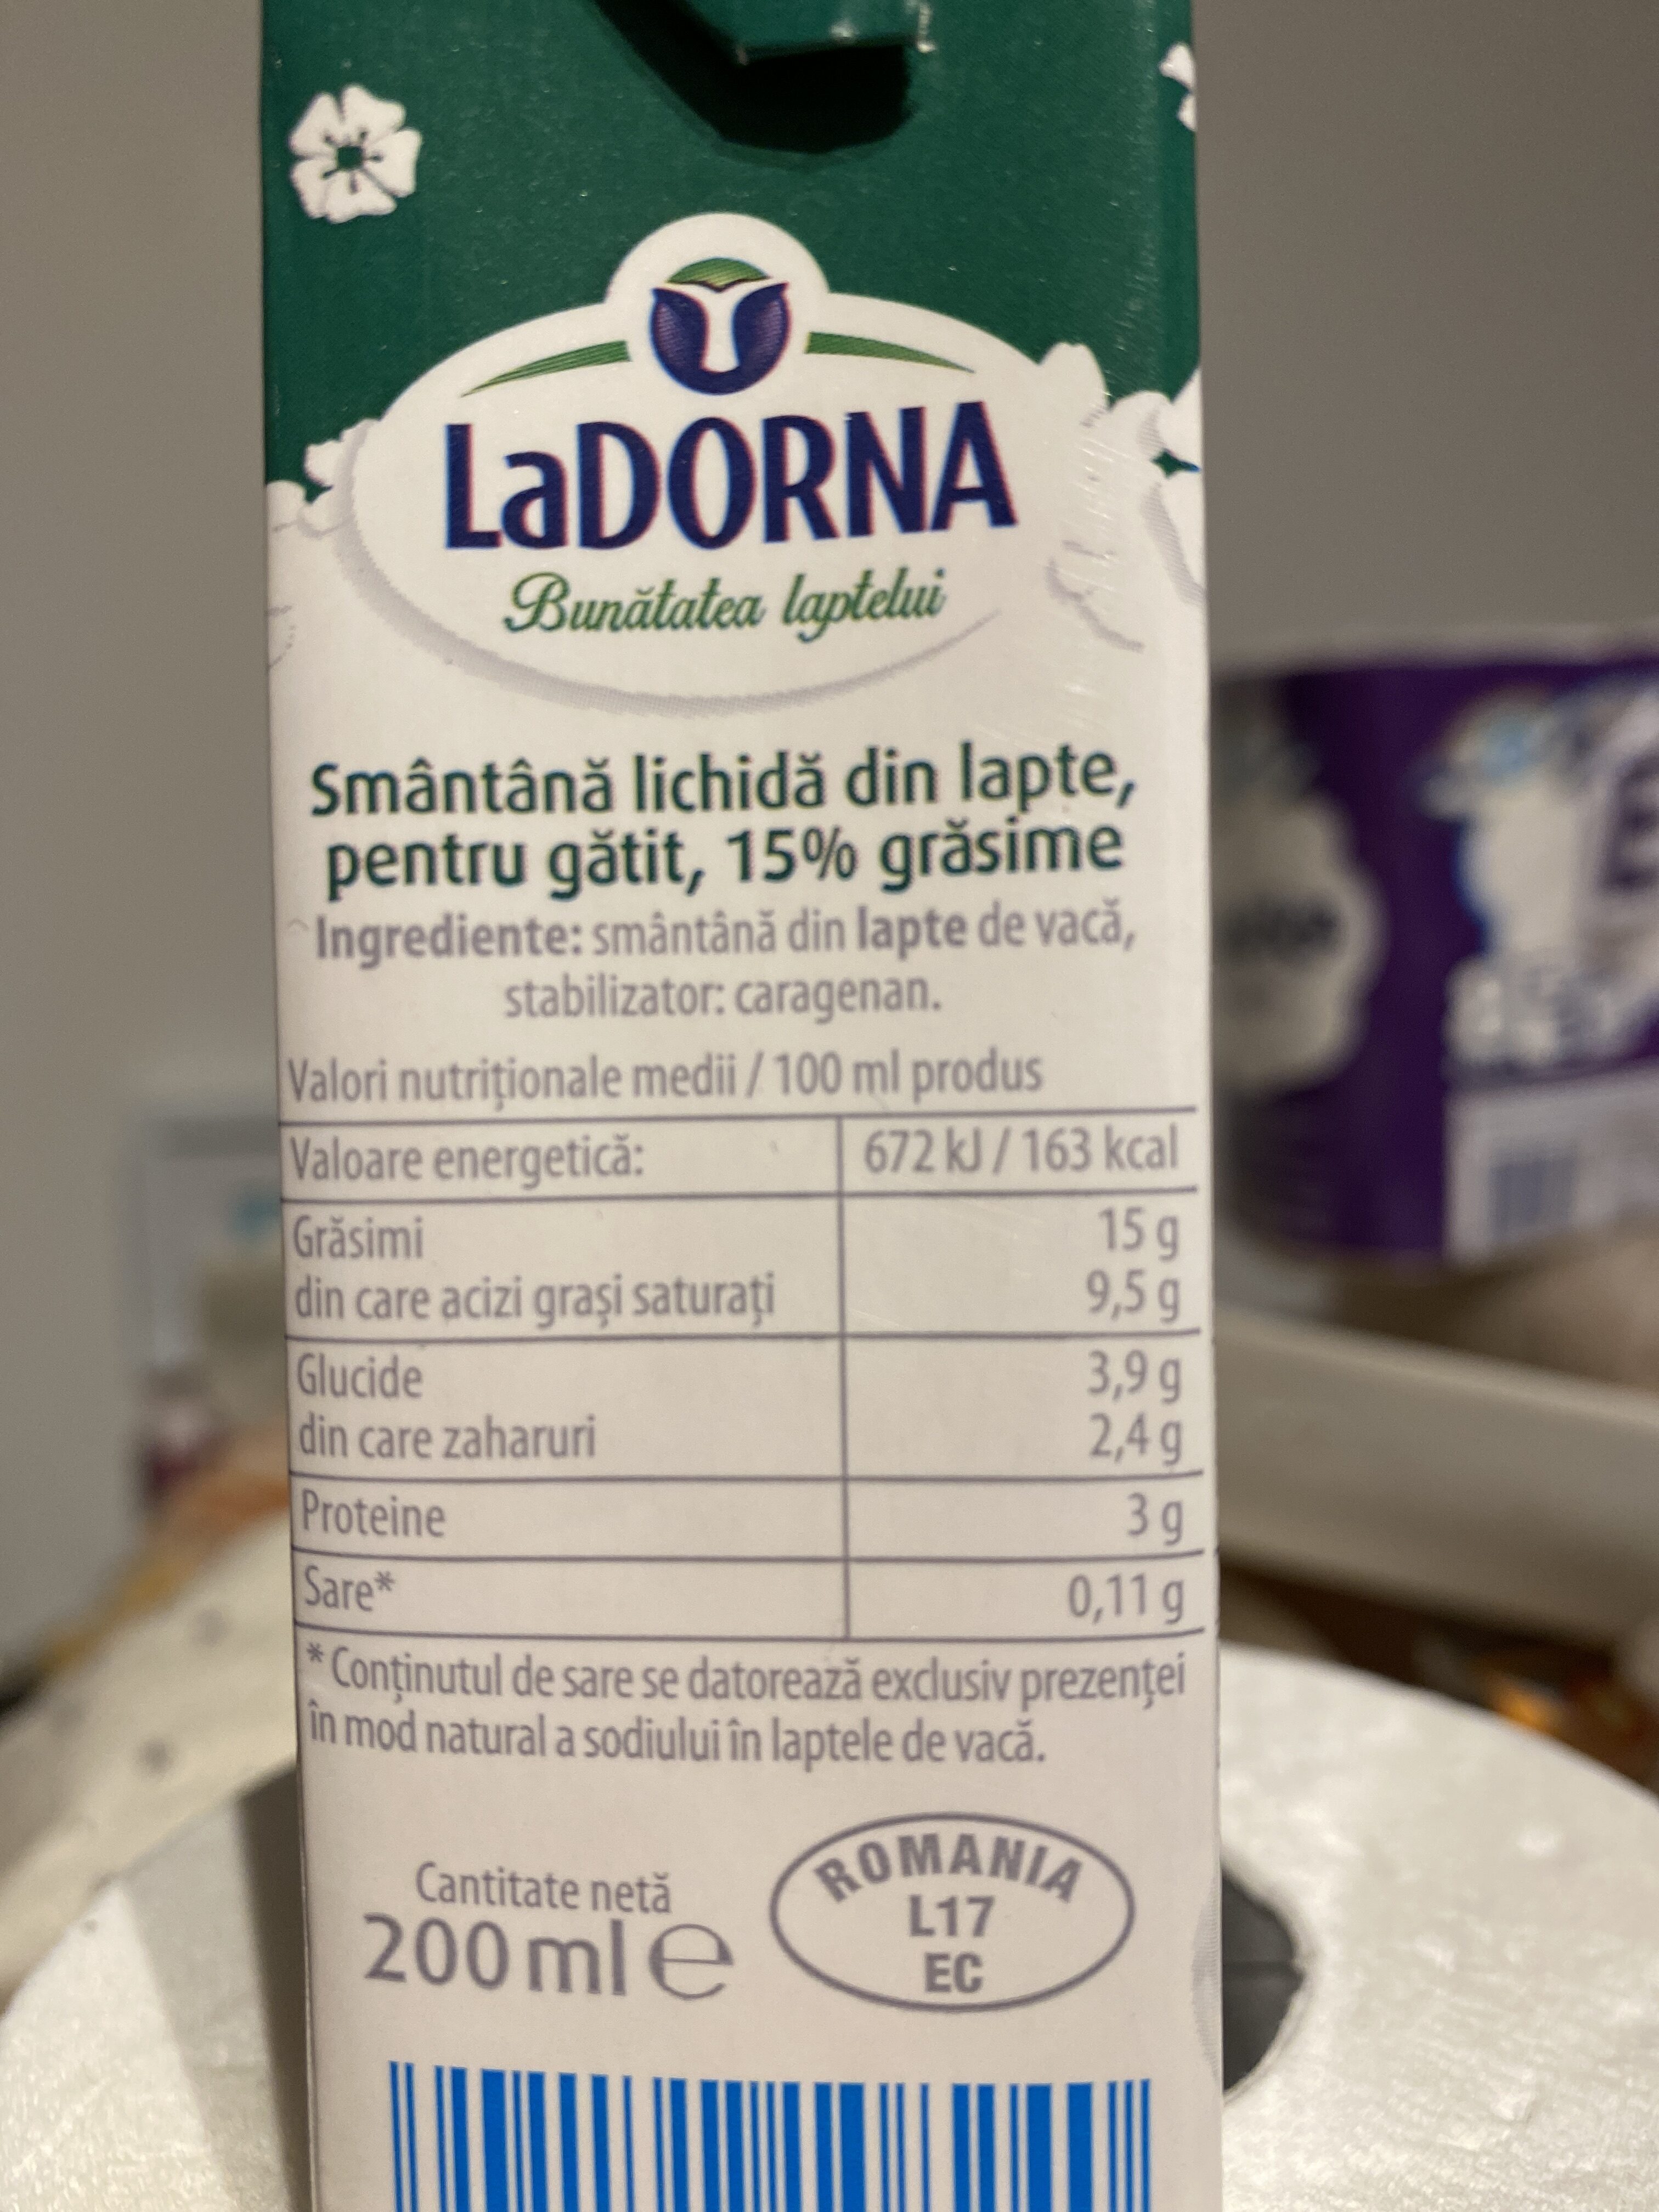 LaDORNA
Bunătatea laptelui
Smântână lichidă din lapte,
pentru gătit, 15% grăsime
Ingrediente: smântână din lapte de vacă,
stabilizator: caragenan.
Valori nutriționale medii / 100 ml produs
Valoare energetică: 672 kJ / 163 kcal
Grăsimi 15 g
din care acizi grași saturați 9,5 g
Glucide 3,9 g
din care zaharuri 2,4 g
Proteine 3 g
Sare* 0,11 g
* Conținutul de sare se datorează exclusiv prezenței
în mod natural a sodiului în laptele de vacă.
Cantitate netă
200 ml e
ROMANIA
L17
EC